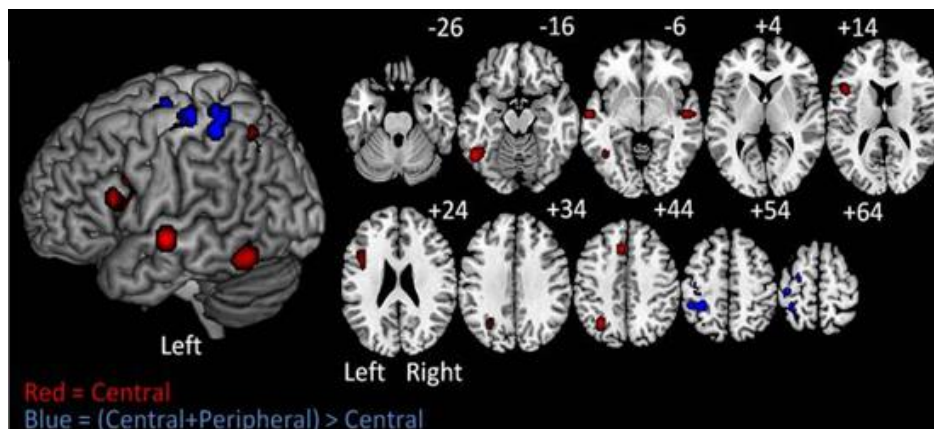 -26 -16 -6 +4 +14
+24 +34 +44 +54 +64
Left
Left Right
Red = Central
Blue = (Central+Peripheral) > Central